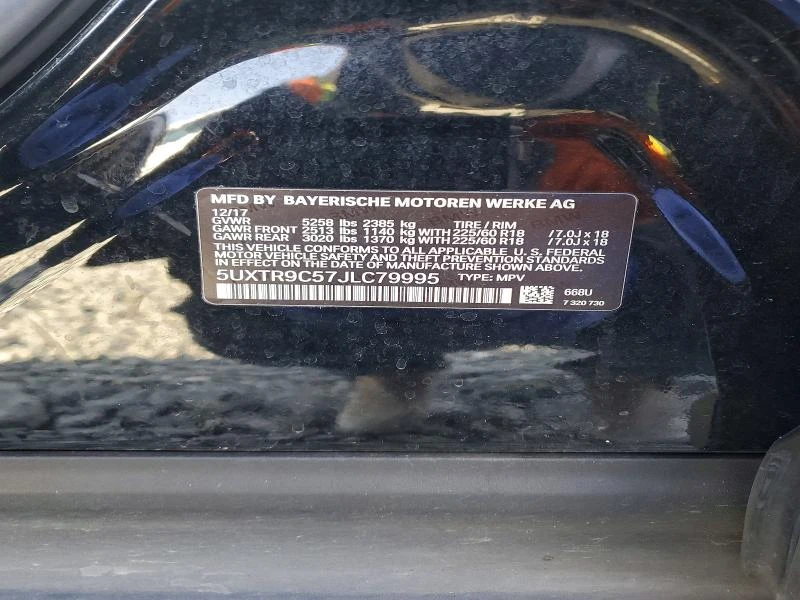 MFD BY BAYERISCHE MOTOREN WERKE AG
12/17
GVWR 5258 lbs 2385 kg TIRE / RIM
GAWR FRONT 2513 lbs 1140 kg WITH 225/60 R18 /7.0J x 18
GAWR REAR 3020 lbs 1370 kg WITH 225/60 R18 /7.0J x 18
THIS VEHICLE CONFORMS TO ALL APPLICABLE U.S. FEDERAL
MOTOR VEHICLE SAFETY AND THEFT PREVENTION STANDARDS
IN EFFECT ON THE DATE OF MANUFACTURE SHOWN ABOVE.
5UXTR9C57JLC79995 TYPE: MPV
668U
7 320 730